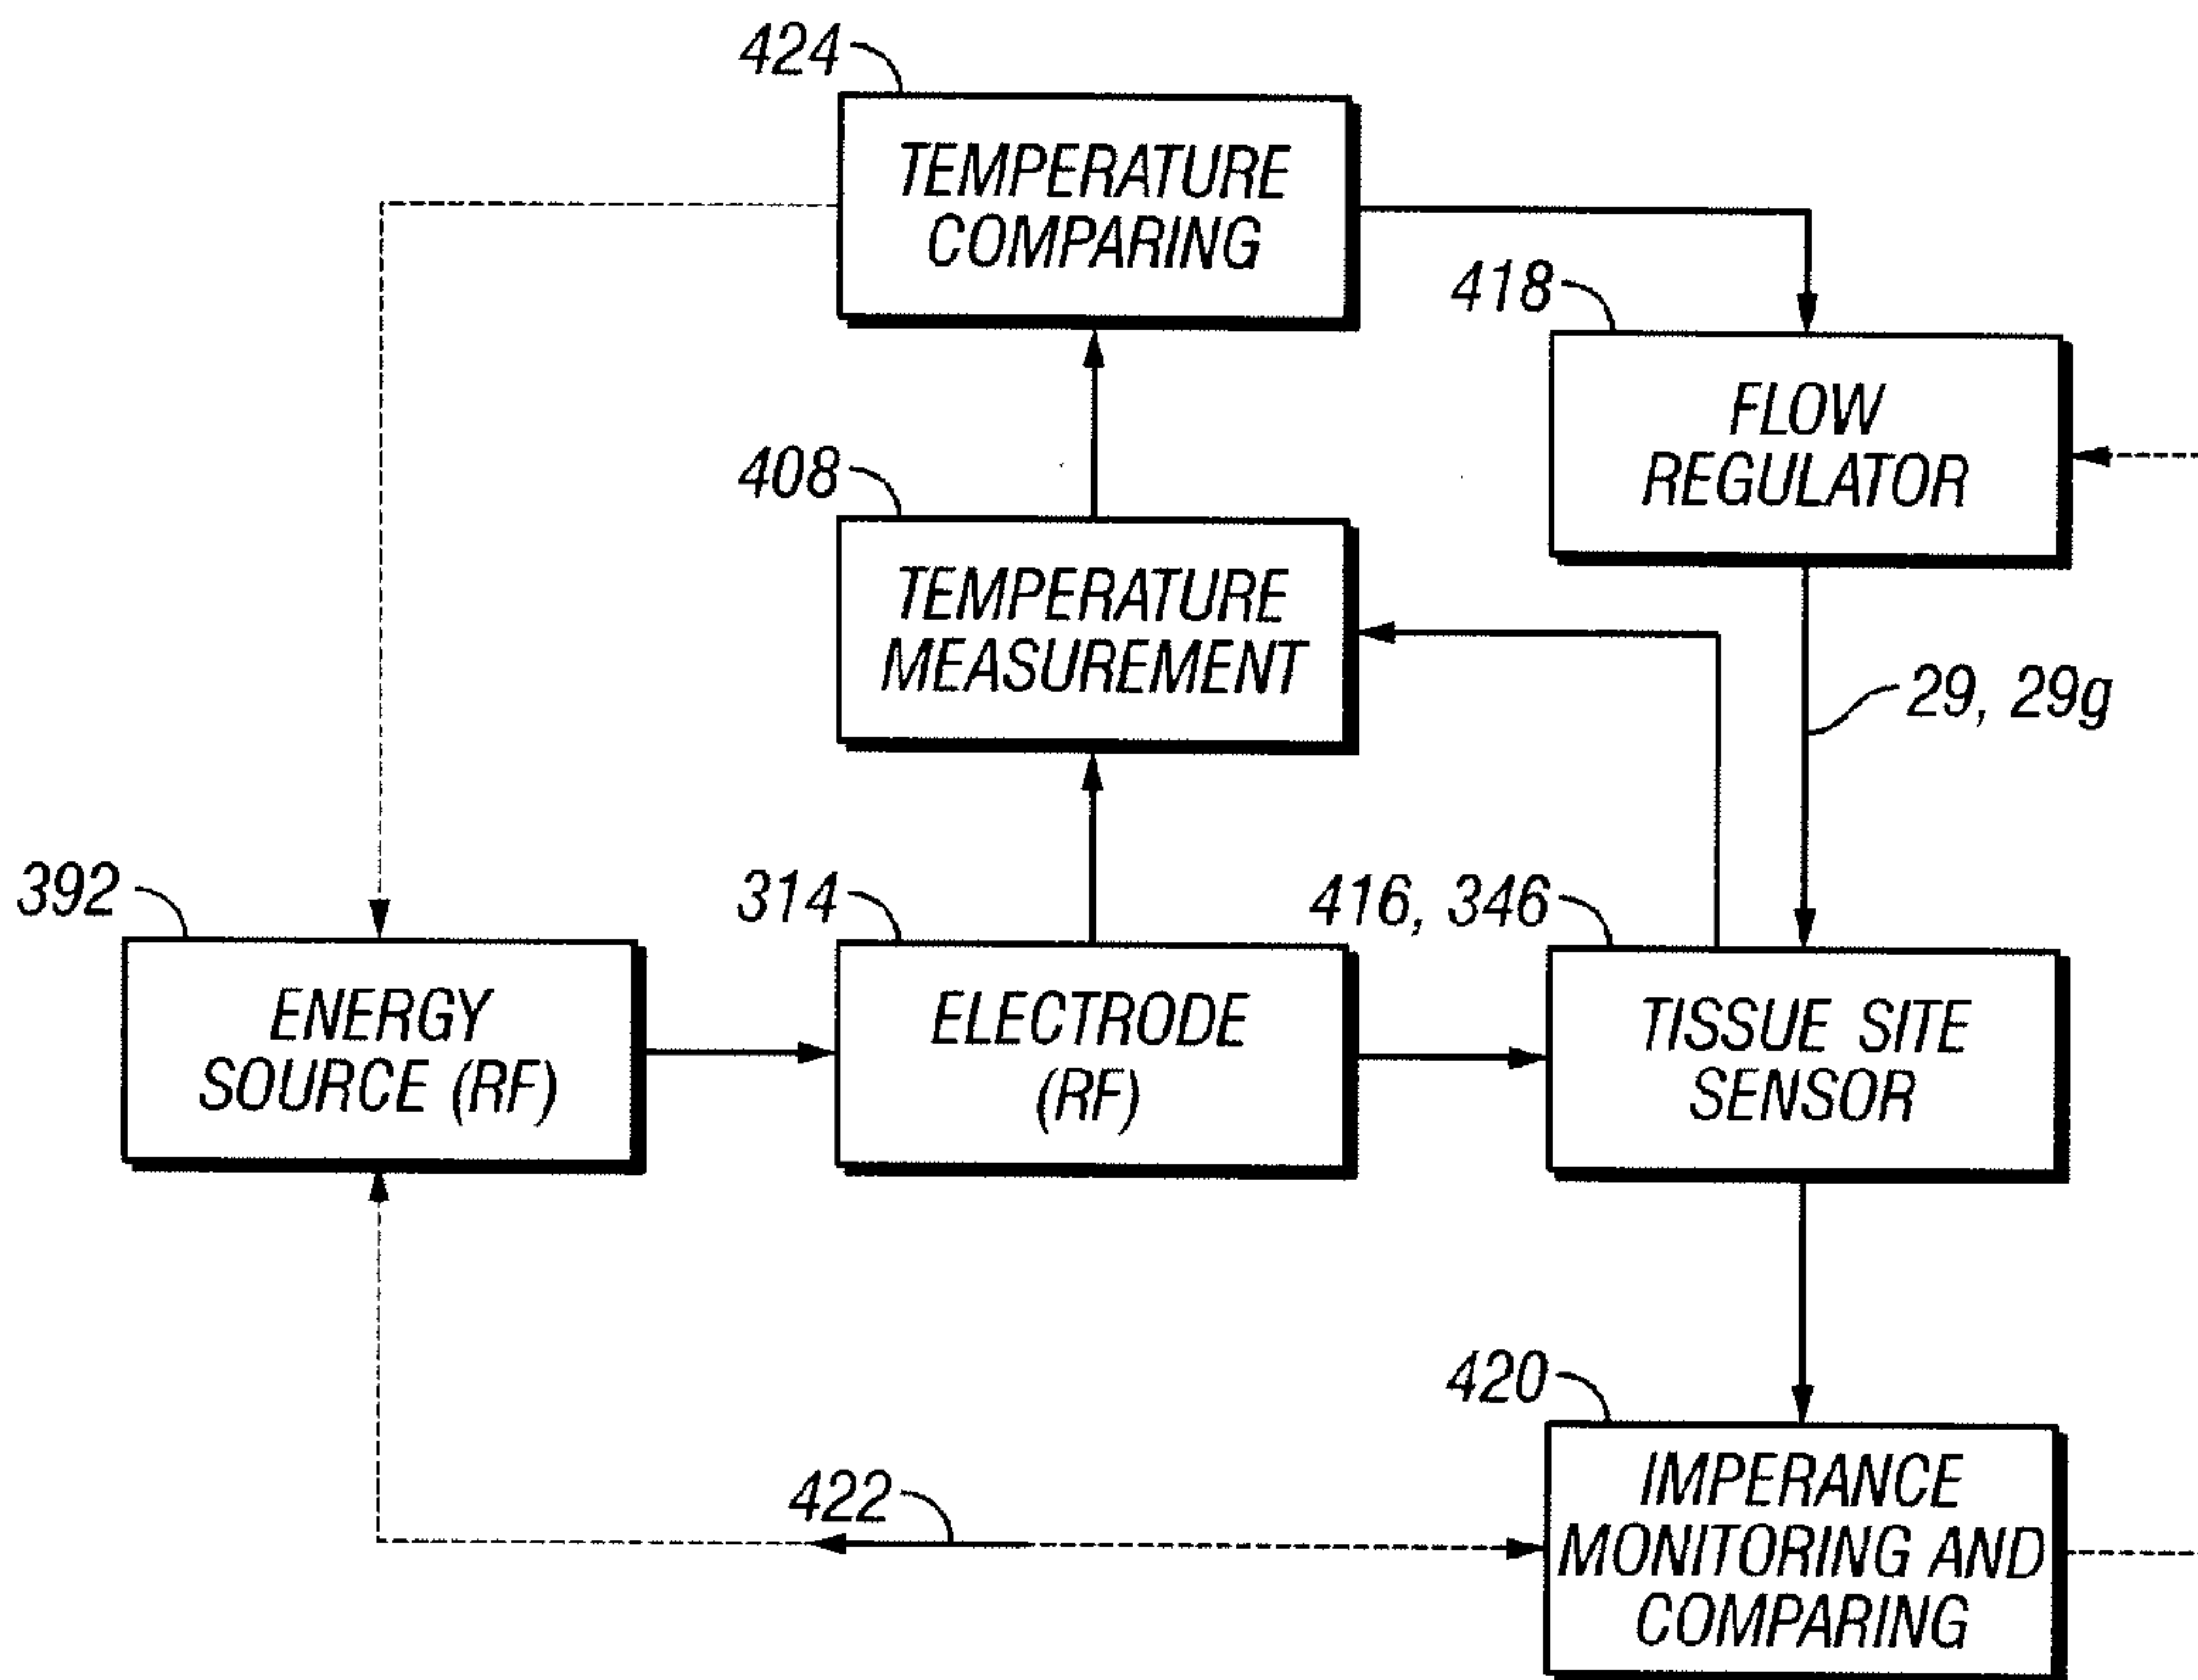 424
TEMPERATURE
COMPARING
418
FLOW
REGULATOR
408
TEMPERATURE
MEASUREMENT
29, 29g
392
ENERGY
SOURCE (RF)
314
ELECTRODE
(RF)
416, 346
TISSUE SITE
SENSOR
420
IMPERANCE
MONITORING AND
COMPARING
422